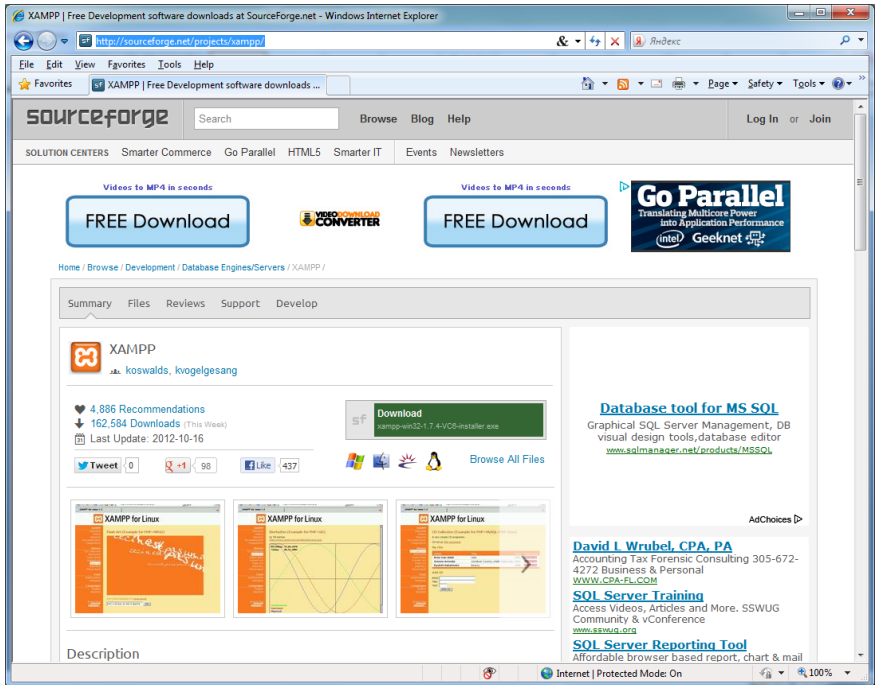 XAMPP | Free Development software downloads at SourceForge.net - Windows Internet Explorer
http://sourceforge.net/projects/xampp/
Яндекс
File Edit View Favorites Tools Help
Favorites
XAMPP | Free Development software downloads ...
Page Safety Tools
sourceforge
Search
Browse Blog Help
Log In or Join
SOLUTION CENTERS Smarter Commerce Go Parallel HTML5 Smarter IT Events Newsletters
Videos to MP4 in seconds
FREE Download
VIDEO DOWNLOAD
CONVERTER
Videos to MP4 in seconds
FREE Download
Go Parallel
Translating Multicore Power
into Application Performance
intel Geeknet
Home / Browse / Development / Database Engines/Servers / XAMPP /
Summary Files Reviews Support Develop
XAMPP
koswalds, kvogelgesang
4,886 Recommendations
162,584 Downloads (This Week)
Last Update: 2012-10-16
sf
Download
xampp-win32-1.7.4-VC6-installer.exe
Tweet 0
+1 98
Like 437
Browse All Files
XAMPP for Linux
XAMPP for Linux
XAMPP for Linux
Description
Database tool for MS SQL
Graphical SQL Server Management, DB
visual design tools,database editor
www.sqlmanager.net/products/MSSQL
AdChoices
David L Wrubel, CPA, PA
Accounting Tax Forensic Consulting 305-672-
4272 Business & Personal
WWW.CPA-FL.COM
SQL Server Training
Access Videos, Articles and More. SSWUG
Community & vConference
www.sswug.org
SQL Server Reporting Tool
Affordable browser based report, chart & mail
Internet | Protected Mode: On
100%